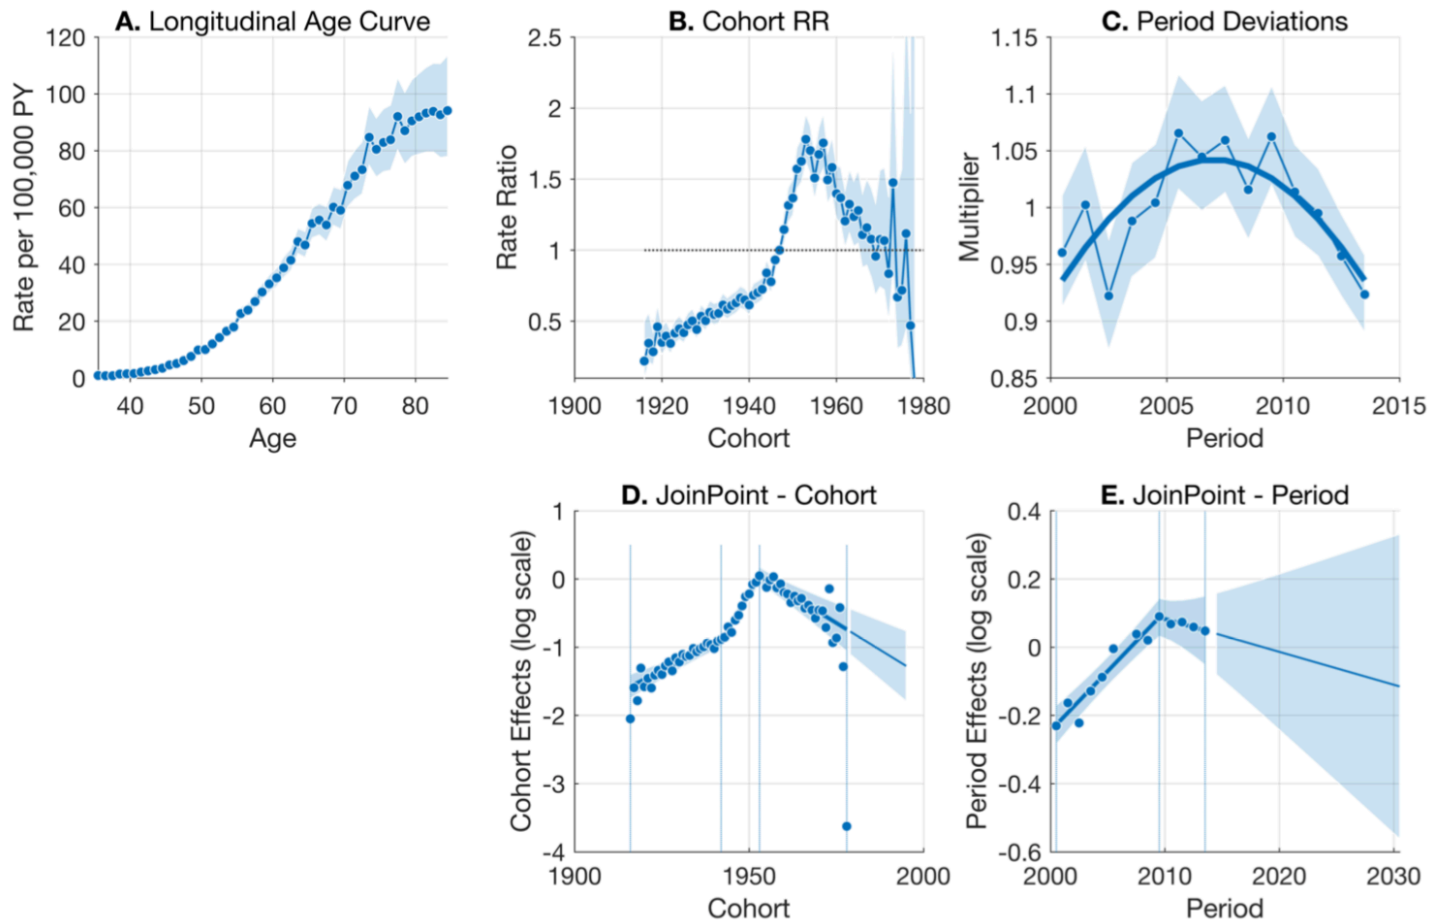 A. Longitudinal Age Curve
120
100
80
60
40
20
0
Rate per 100,000 PY
40 50 60 70 80
Age
B. Cohort RR
2.5
2
1.5
1
0.5
Rate Ratio
1900 1920 1940 1960 1980
Cohort
C. Period Deviations
1.15
1.1
1.05
1
0.95
0.9
0.85
Multiplier
2000 2005 2010 2015
Period
D. JoinPoint - Cohort
1
0
-1
-2
-3
-4
Cohort Effects (log scale)
1900 1950 2000
Cohort
E. JoinPoint - Period
0.4
0.2
0
-0.2
-0.4
-0.6
Period Effects (log scale)
2000 2010 2020 2030
Period